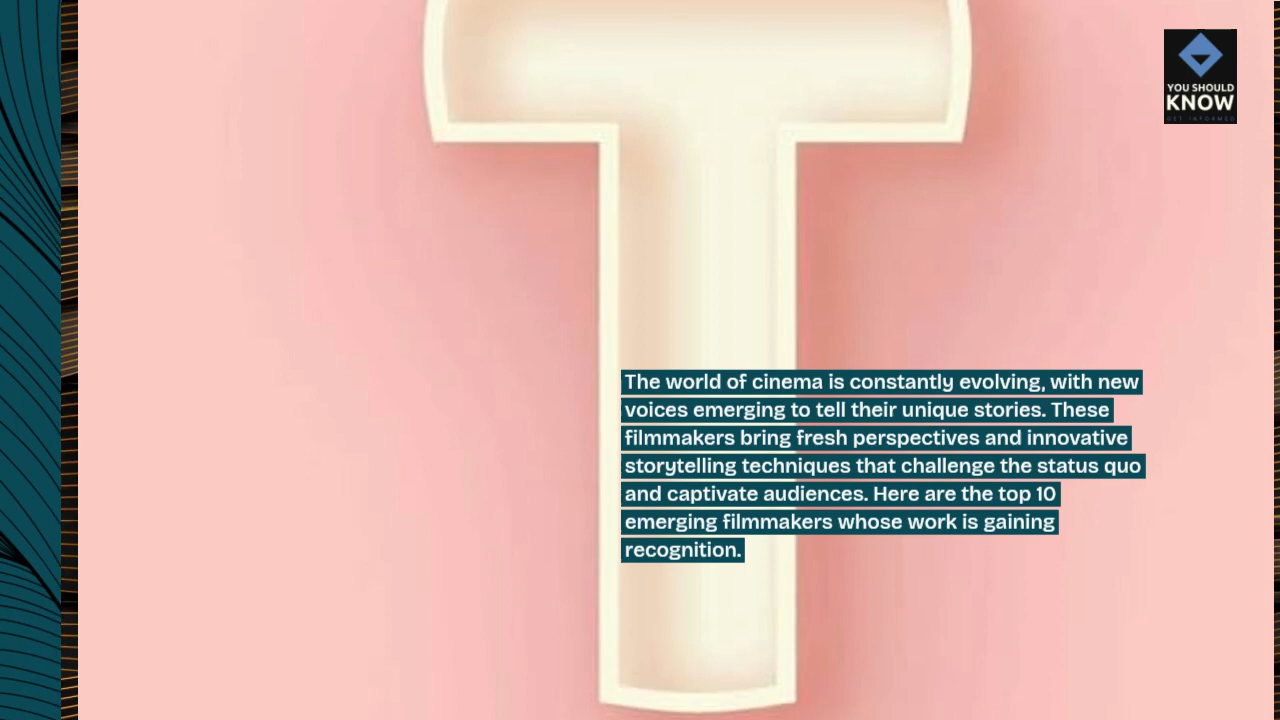 T
YOU SHOULD
KNOW
GET INFORMED
The world of cinema is constantly evolving, with new
voices emerging to tell their unique stories. These
filmmakers bring fresh perspectives and innovative
storytelling techniques that challenge the status quo
and captivate audiences. Here are the top 10
emerging filmmakers whose work is gaining
recognition.